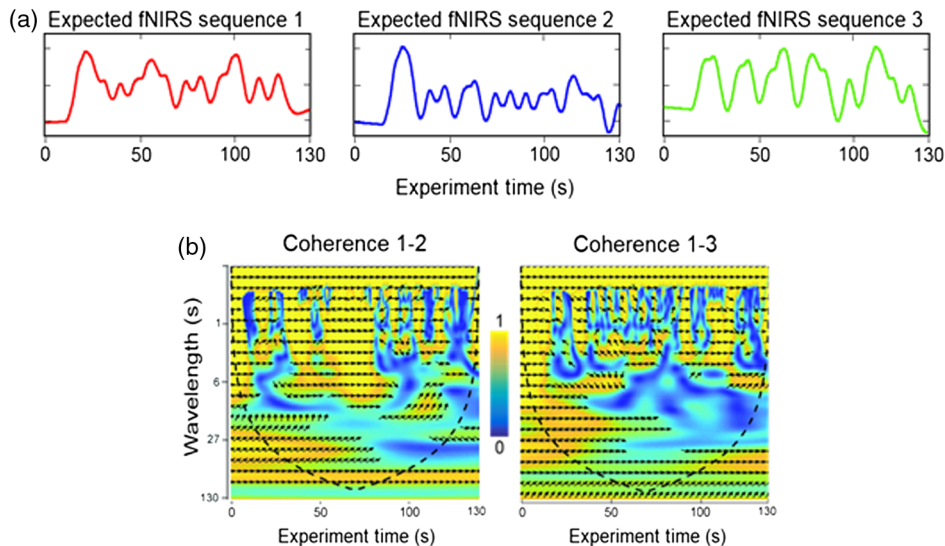 (a) Expected fNIRS sequence 1 Expected fNIRS sequence 2 Expected fNIRS sequence 3
0 50 100 130 0 50 100 130 0 50 100 130
Experiment time (s)
(b) Coherence 1-2 Coherence 1-3
Wavelength (s)
1
6
27
130
1
0
0 50 100 130 0 50 100 130
Experiment time (s) Experiment time (s)